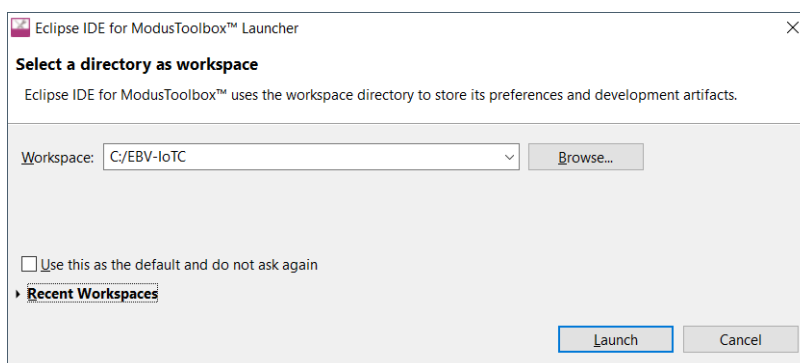 Eclipse IDE for ModusToolbox™ Launcher
Select a directory as workspace
Eclipse IDE for ModusToolbox™ uses the workspace directory to store its preferences and development artifacts.
Workspace: C:/EBV-IoTC Browse...
Use this as the default and do not ask again
Recent Workspaces
Launch Cancel